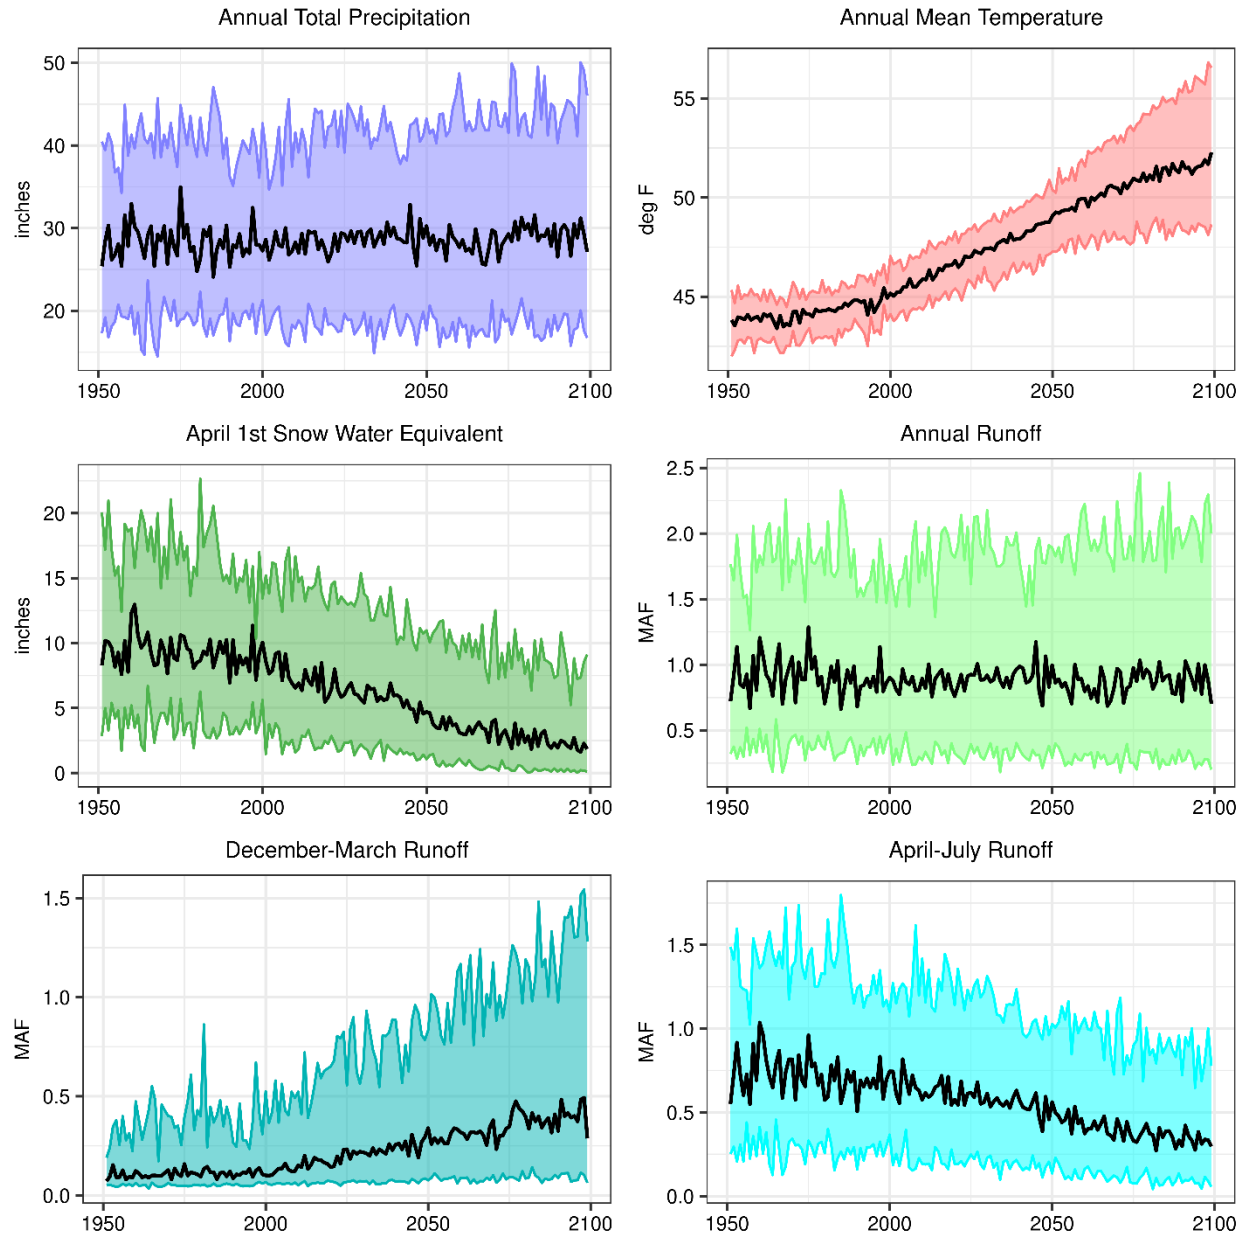 Annual Total Precipitation
inches
50
40
30
20
1950 2000 2050 2100
Annual Mean Temperature
deg F
55
50
45
1950 2000 2050 2100
April 1st Snow Water Equivalent
inches
20
15
10
5
0
1950 2000 2050 2100
Annual Runoff
MAF
2.5
2.0
1.5
1.0
0.5
1950 2000 2050 2100
December-March Runoff
MAF
1.5
1.0
0.5
0.0
1950 2000 2050 2100
April-July Runoff
MAF
1.5
1.0
0.5
0.0
1950 2000 2050 2100